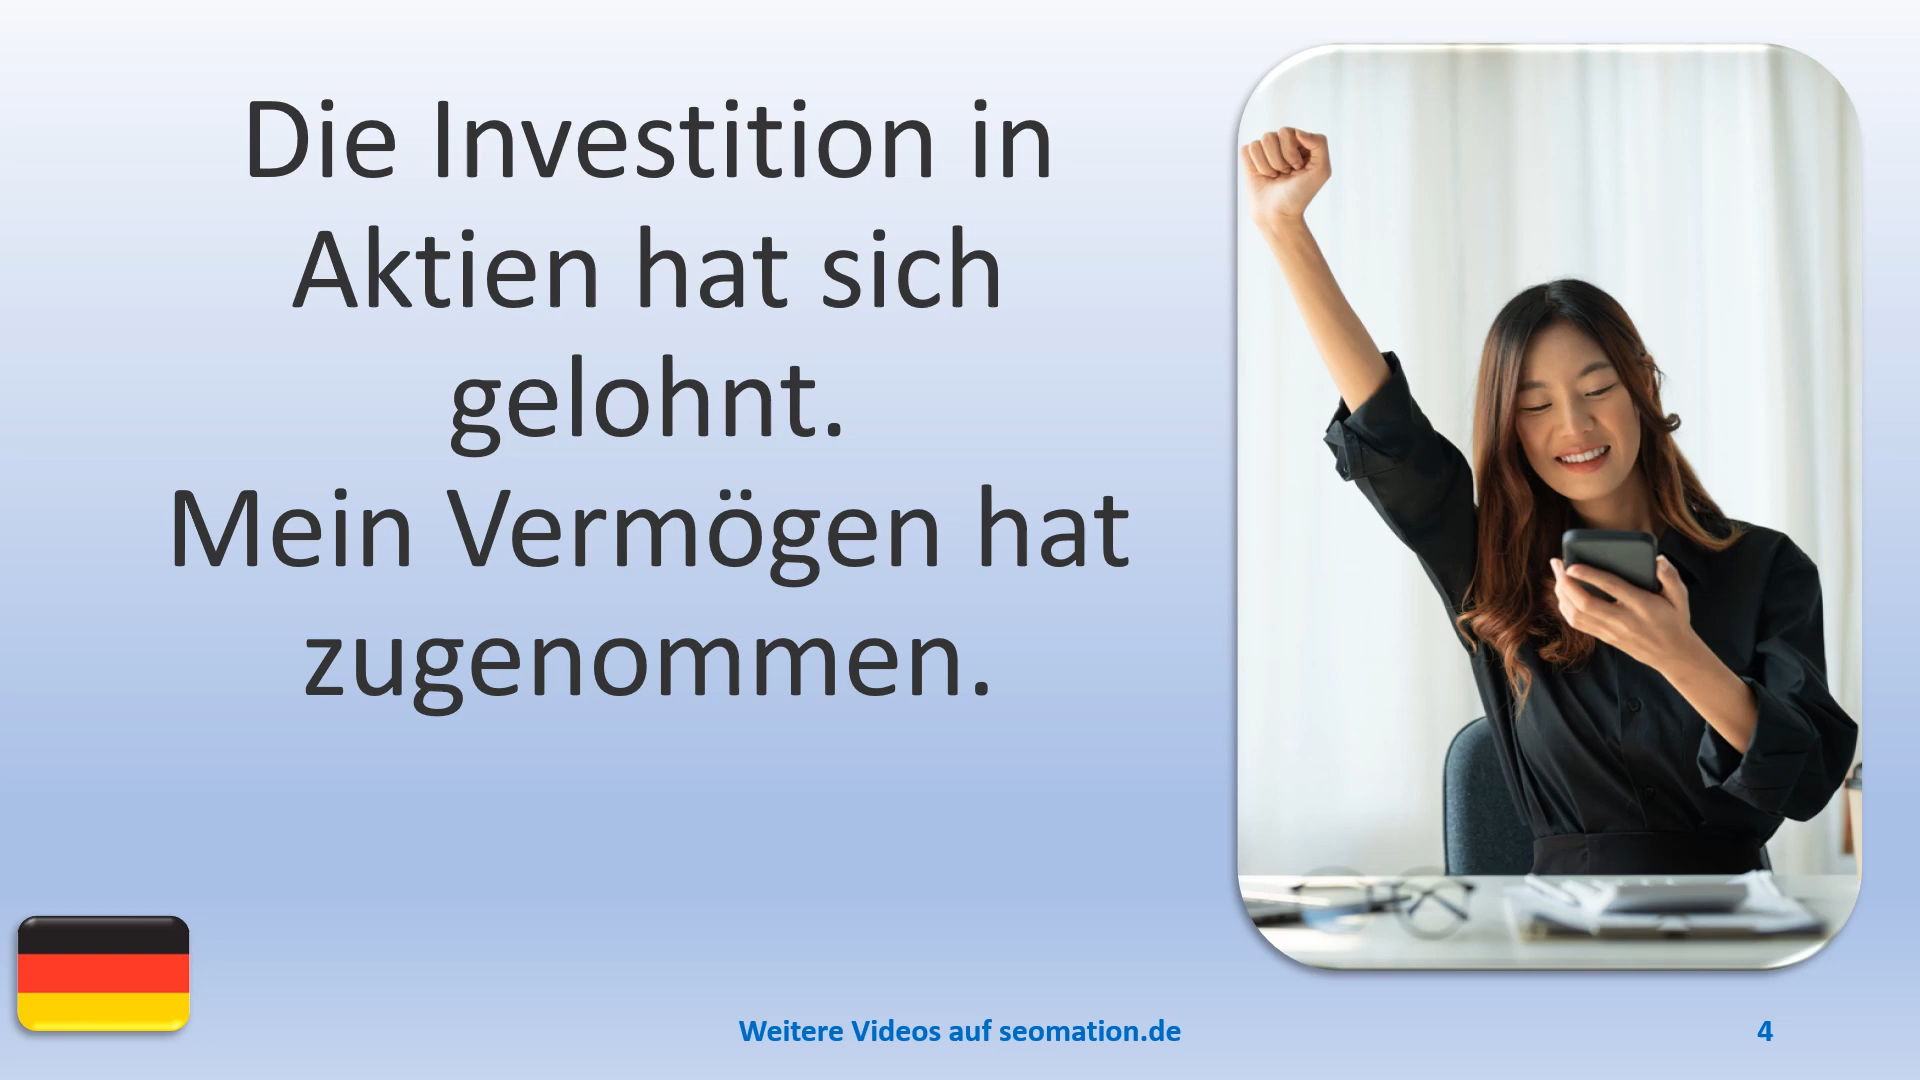 Die Investition in
Aktien hat sich
gelohnt.
Mein Vermögen hat
zugenommen.
Weitere Videos auf seomation.de
4